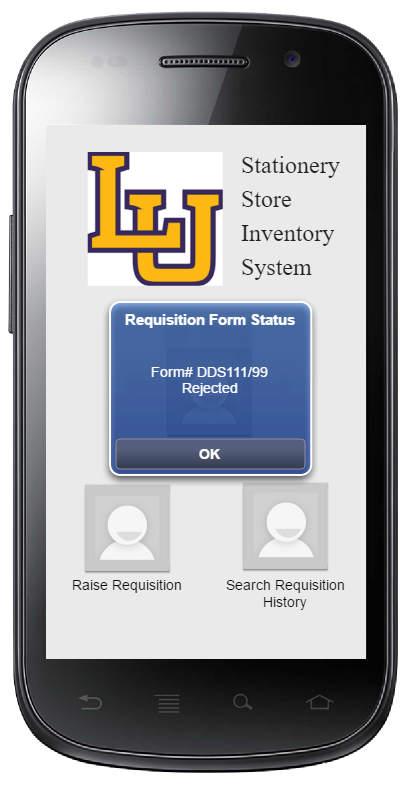 LU
Stationery
Store
Inventory
System
Requisition Form Status
Form# DDS111/99
Rejected
OK
Raise Requisition
Search Requisition
History